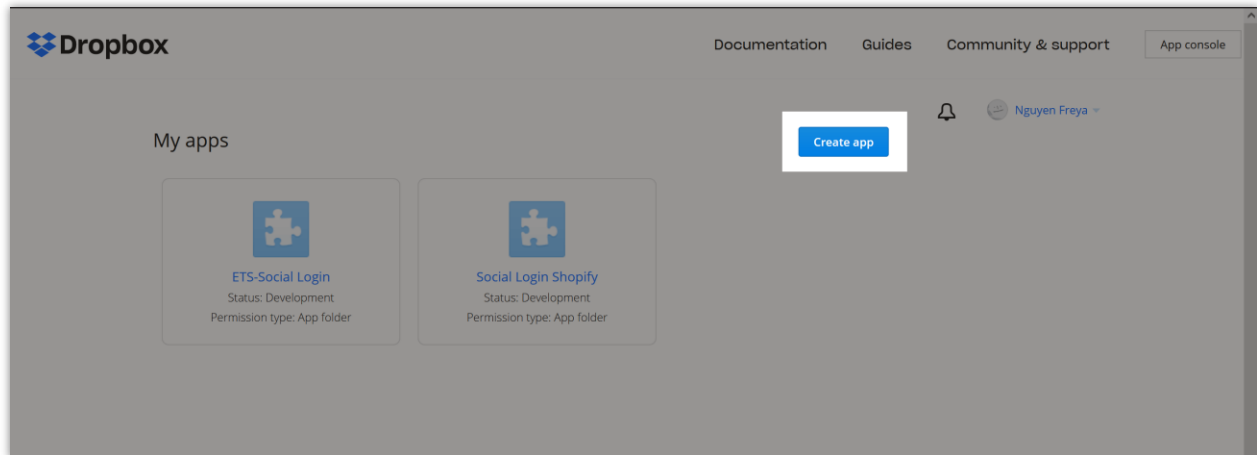 Dropbox
Documentation Guides Community & support App console
Nguyen Freya
My apps
Create app
ETS-Social Login
Status: Development
Permission type: App folder
Social Login Shopify
Status: Development
Permission type: App folder